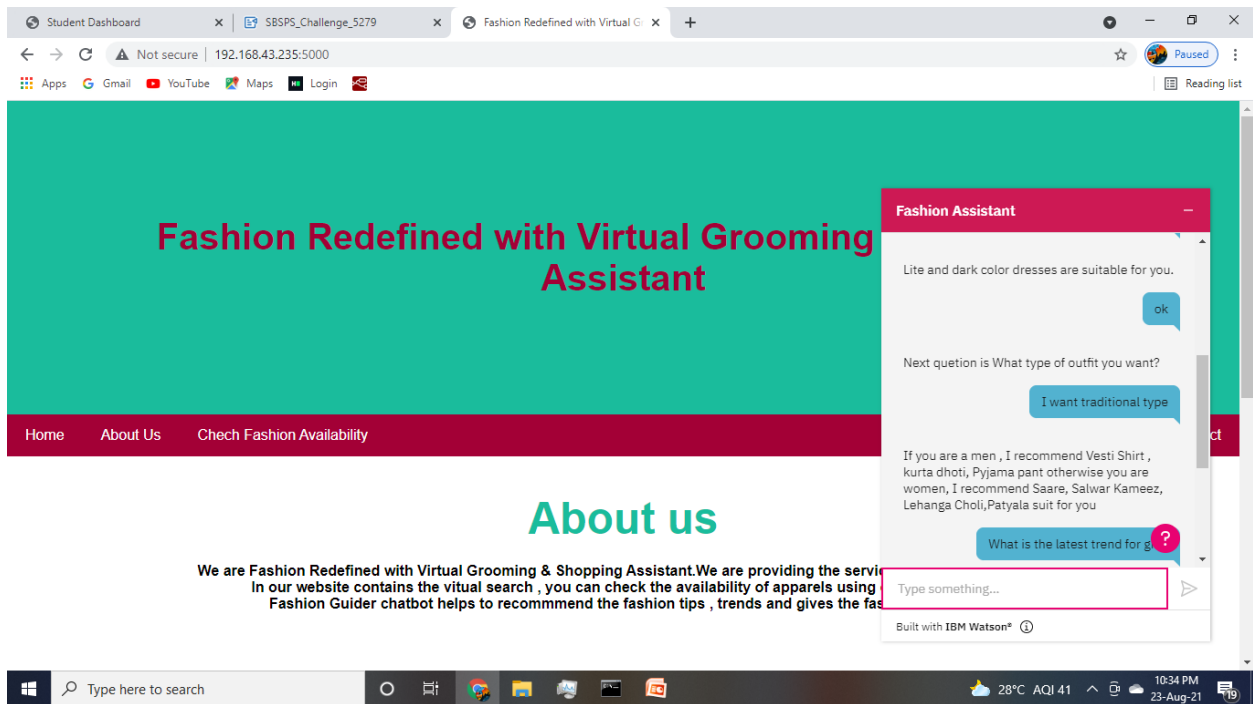 Student Dashboard
SBSPS_Challenge_5279
Fashion Redefined with Virtual G
Not secure
192.168.43.235:5000
Paused
Apps
Gmail
YouTube
Maps
Login
Reading list
Fashion Redefined with Virtual Grooming
Assistant
Home
About Us
Chech Fashion Availability
ct
About us
We are Fashion Redefined with Virtual Grooming & Shopping Assistant.We are providing the
In our website contains the vitual search , you can check the availability of apparels using
Fashion Guider chatbot helps to recommmend the fashion tips , trends and gives the
Fashion Assistant
Lite and dark color dresses are suitable for you.
ok
Next quetion is What type of outfit you want?
I want traditional type
If you are a men , I recommend Vesti Shirt ,
kurta dhoti, Pyjama pant otherwise you are
women, I recommend Saare, Salwar Kameez,
Lehanga Choli,Patyala suit for you
What is the latest trend for
?
Type something...
Built with IBM Watson®
Type here to search
28°C AQI 41
10:34 PM
23-Aug-21
19